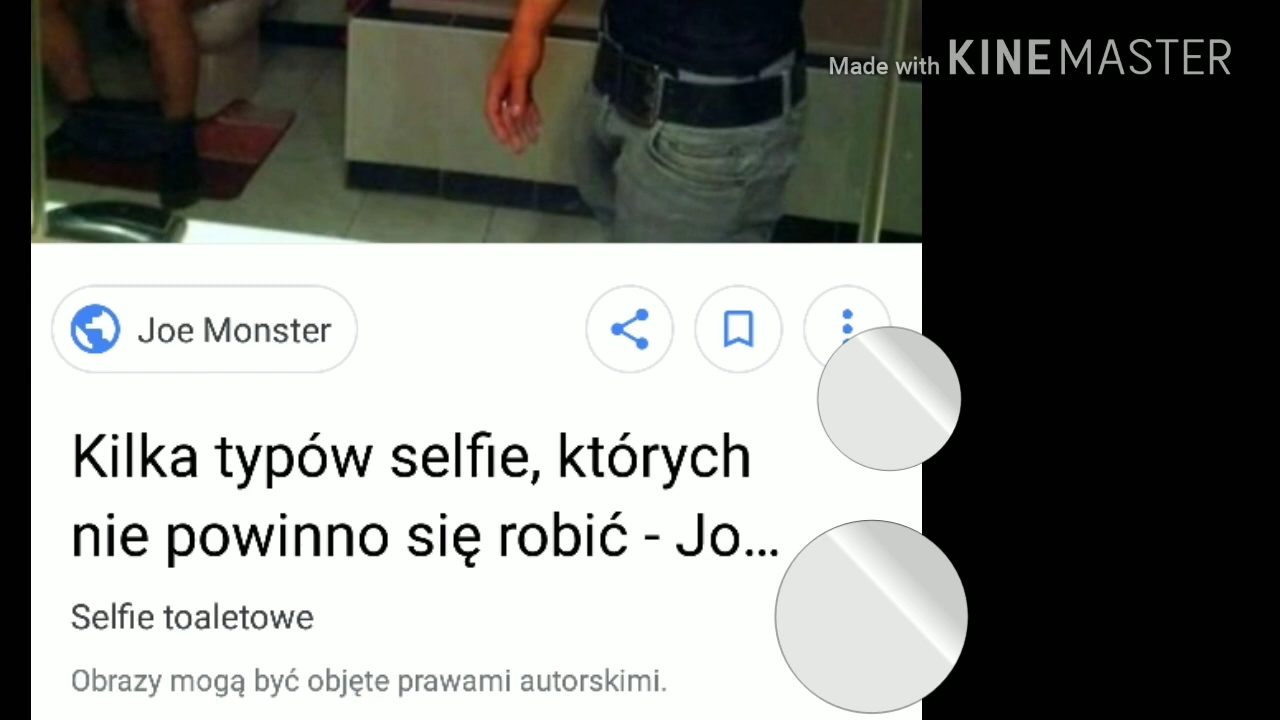 Made with KINEMASTER
Joe Monster
Kilka typów selfie, których
nie powinno się robić - Jo...
Selfie toaletowe
Obrazy mogą być objęte prawami autorskimi.